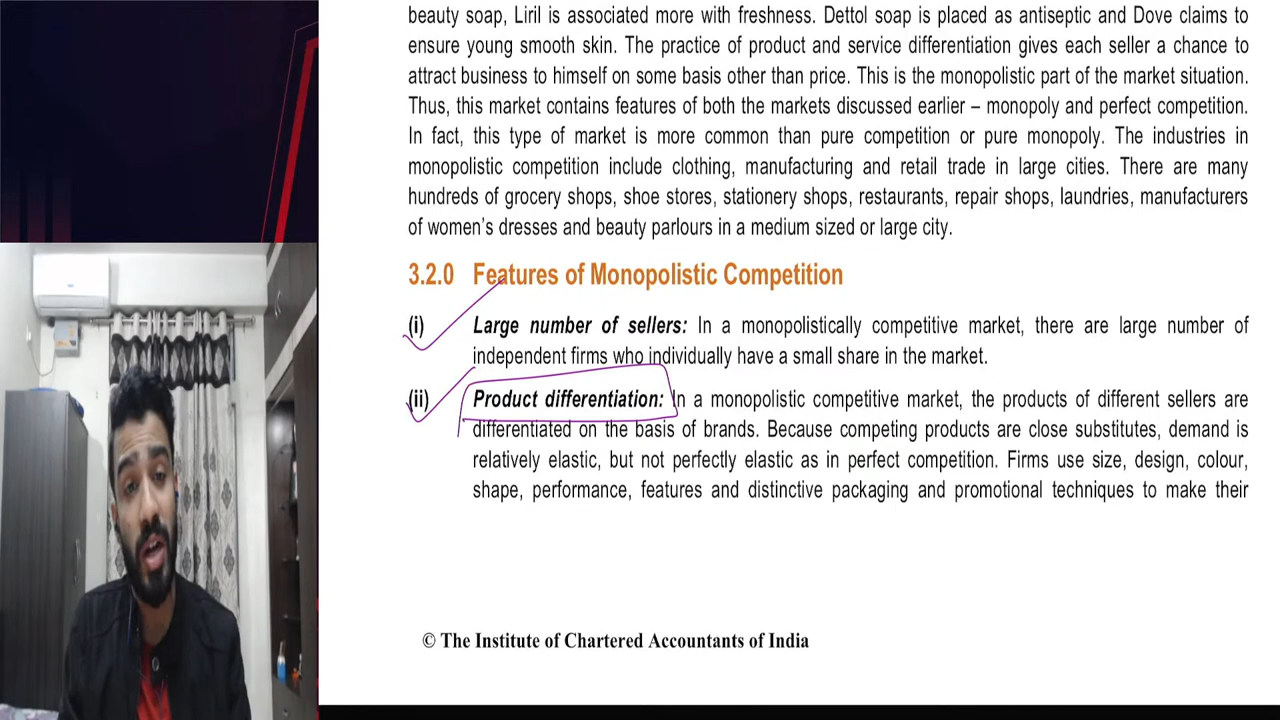 beauty soap, Liril is associated more with freshness. Dettol soap is placed as antiseptic and Dove claims to
ensure young smooth skin. The practice of product and service differentiation gives each seller a chance to
attract business to himself on some basis other than price. This is the monopolistic part of the market situation.
Thus, this market contains features of both the markets discussed earlier – monopoly and perfect competition.
In fact, this type of market is more common than pure competition or pure monopoly. The industries in
monopolistic competition include clothing, manufacturing and retail trade in large cities. There are many
hundreds of grocery shops, shoe stores, stationery shops, restaurants, repair shops, laundries, manufacturers
of women's dresses and beauty parlours in a medium sized or large city.
3.2.0 Features of Monopolistic Competition
(i) Large number of sellers: In a monopolistically competitive market, there are large number of
independent firms who individually have a small share in the market.
(ii) Product differentiation: In a monopolistic competitive market, the products of different sellers are
differentiated on the basis of brands. Because competing products are close substitutes, demand is
relatively elastic, but not perfectly elastic as in perfect competition. Firms use size, design, colour,
shape, performance, features and distinctive packaging and promotional techniques to make their
© The Institute of Chartered Accountants of India